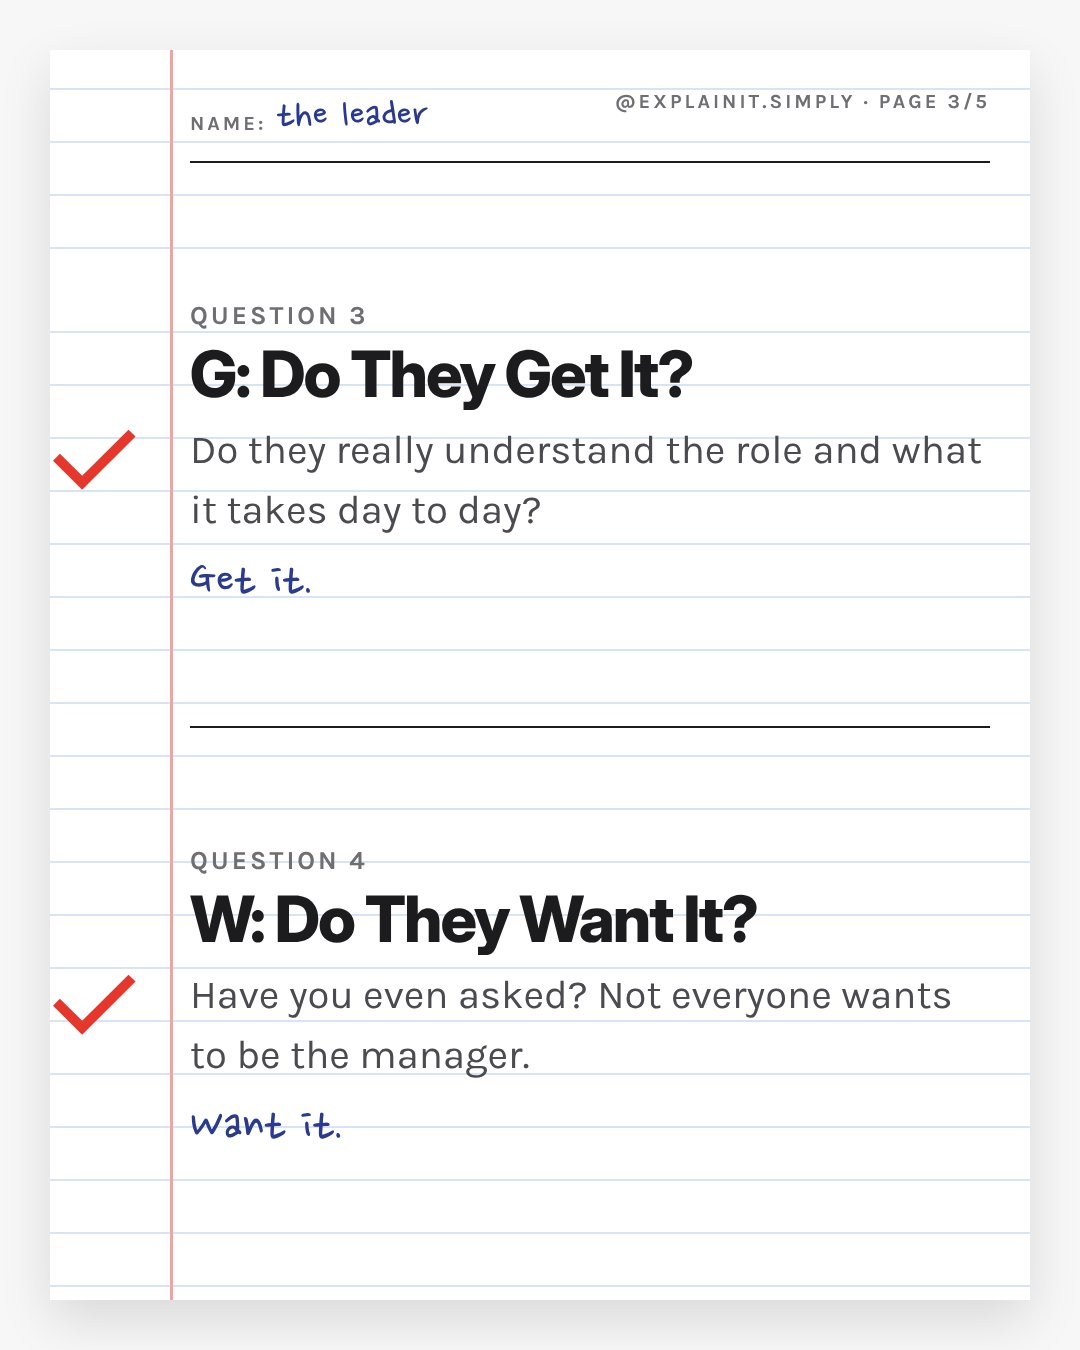 NAME: the leader
@EXPLAINIT.SIMPLY · PAGE 3/5
QUESTION 3
G: Do They Get It?
Do they really understand the role and what
it takes day to day?
Get it.
QUESTION 4
W: Do They Want It?
Have you even asked? Not everyone wants
to be the manager.
Want it.